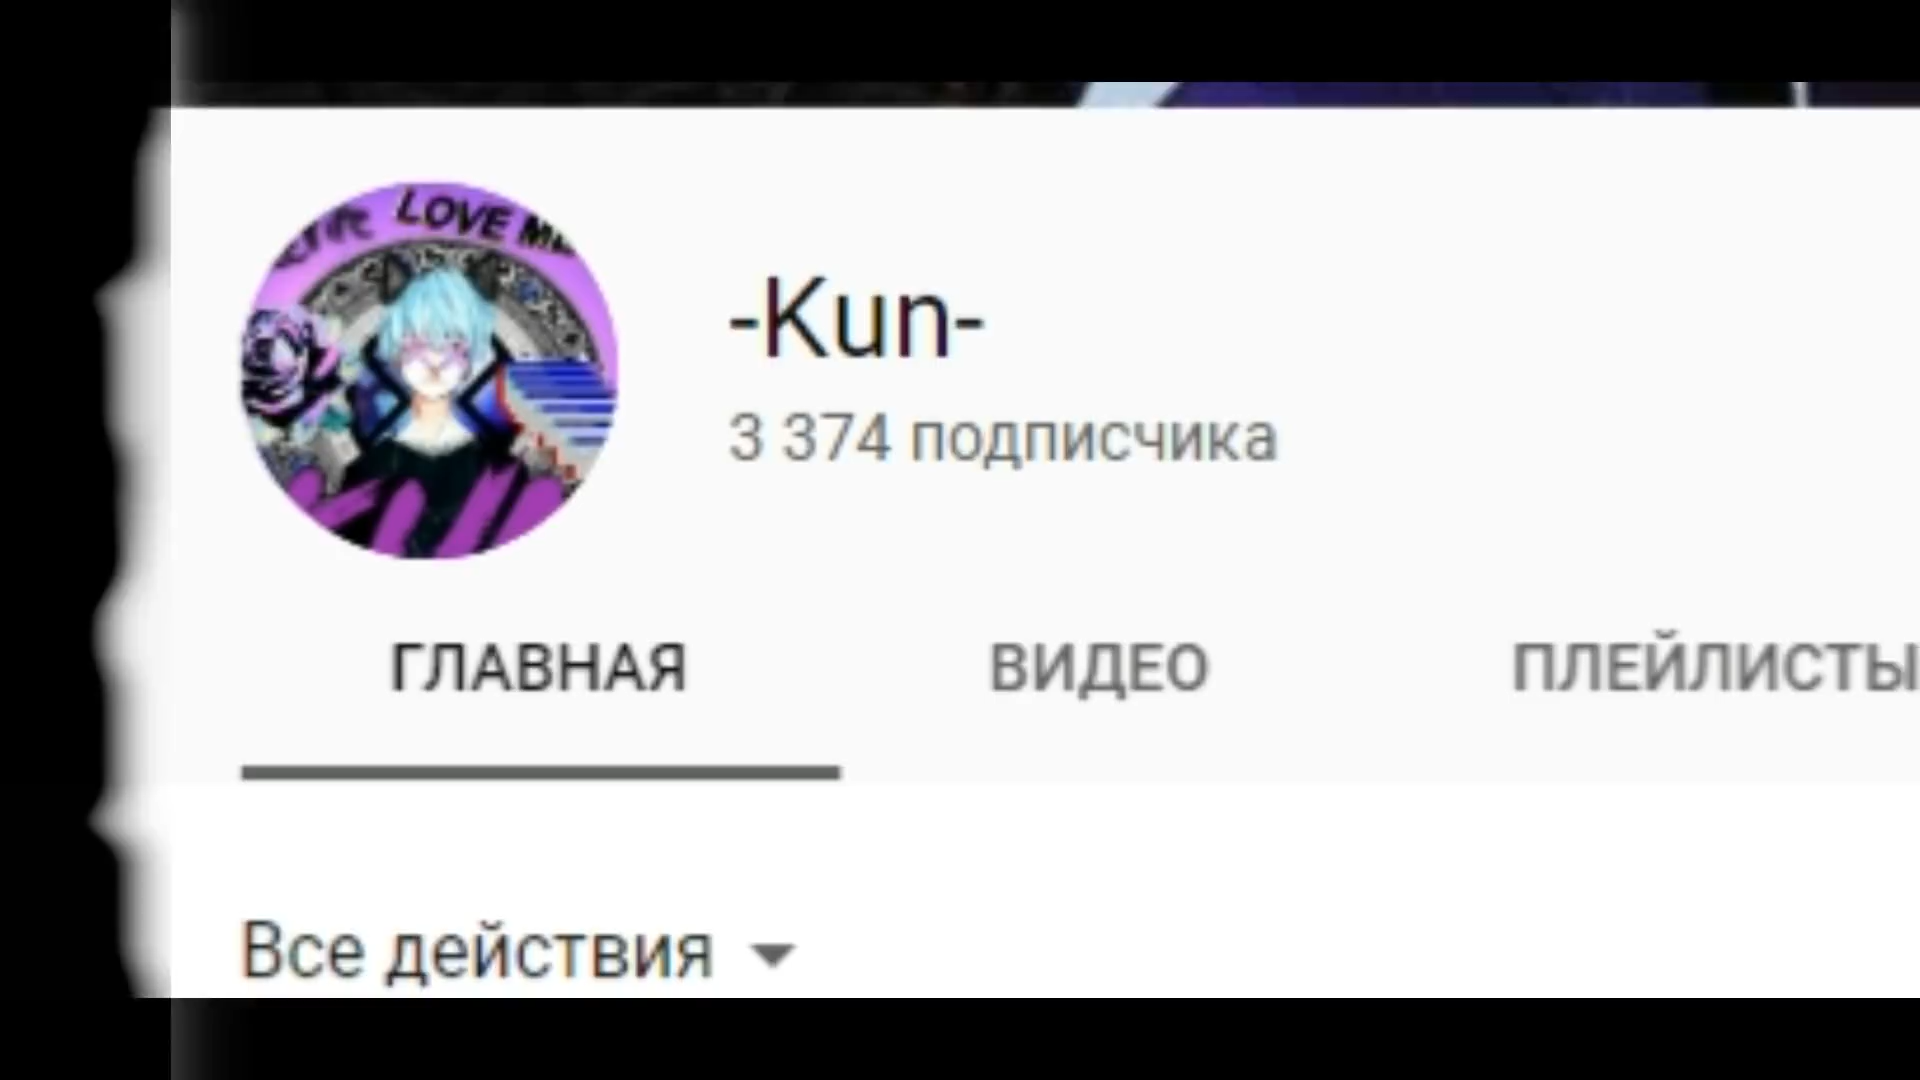 LOVE ME
-Kun-
3 374 подписчика
ГЛАВНАЯ ВИДЕО ПЛЕЙЛИСТЫ
Все действия